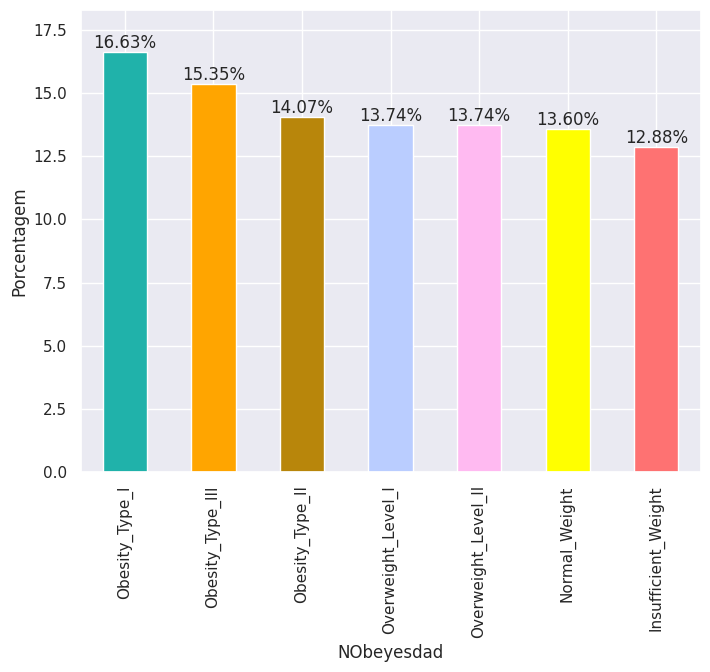 17.5
15.0
12.5
10.0
7.5
5.0
2.5
0.0
Porcentagem
16.63%
15.35%
14.07%
13.74%
13.74%
13.60%
12.88%
Obesity_Type_I
Obesity_Type_III
Obesity_Type_II
Overweight_Level_I
Overweight_Level_II
Normal_Weight
Insufficient_Weight
NObeyesdad